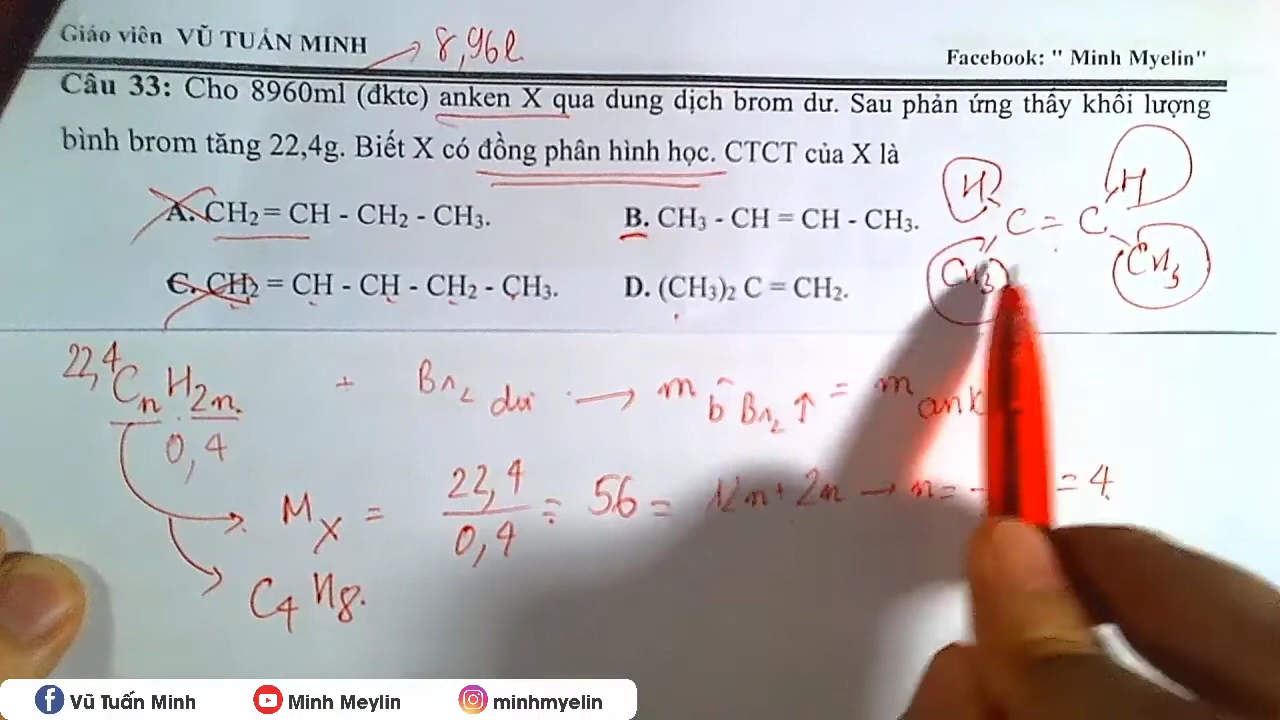 Giáo viên VŨ TUẤN MINH
8,96l
Facebook: " Minh Myelin"
Câu 33: Cho 8960ml (đktc) anken X qua dung dịch brom dư. Sau phản ứng thấy khối lượng
bình brom tăng 22,4g. Biết X có đồng phân hình học. CTCT của X là
A. CH2 = CH - CH2 - CH3.
B. CH3 - CH = CH - CH3.
C. CH2 = CH - CH - CH2 - CH3.
D. (CH3)2 C = CH2.
H H
C = C
CH3 CH3
22,4
CnH2n + Br2 dư → m b Br2 ↑ = m ank
0,4
MX = 22,4 / 0,4 = 56 = 12n + 2n → n = = 4
C4H8.
Vũ Tuấn Minh
Minh Meylin
minhmyelin